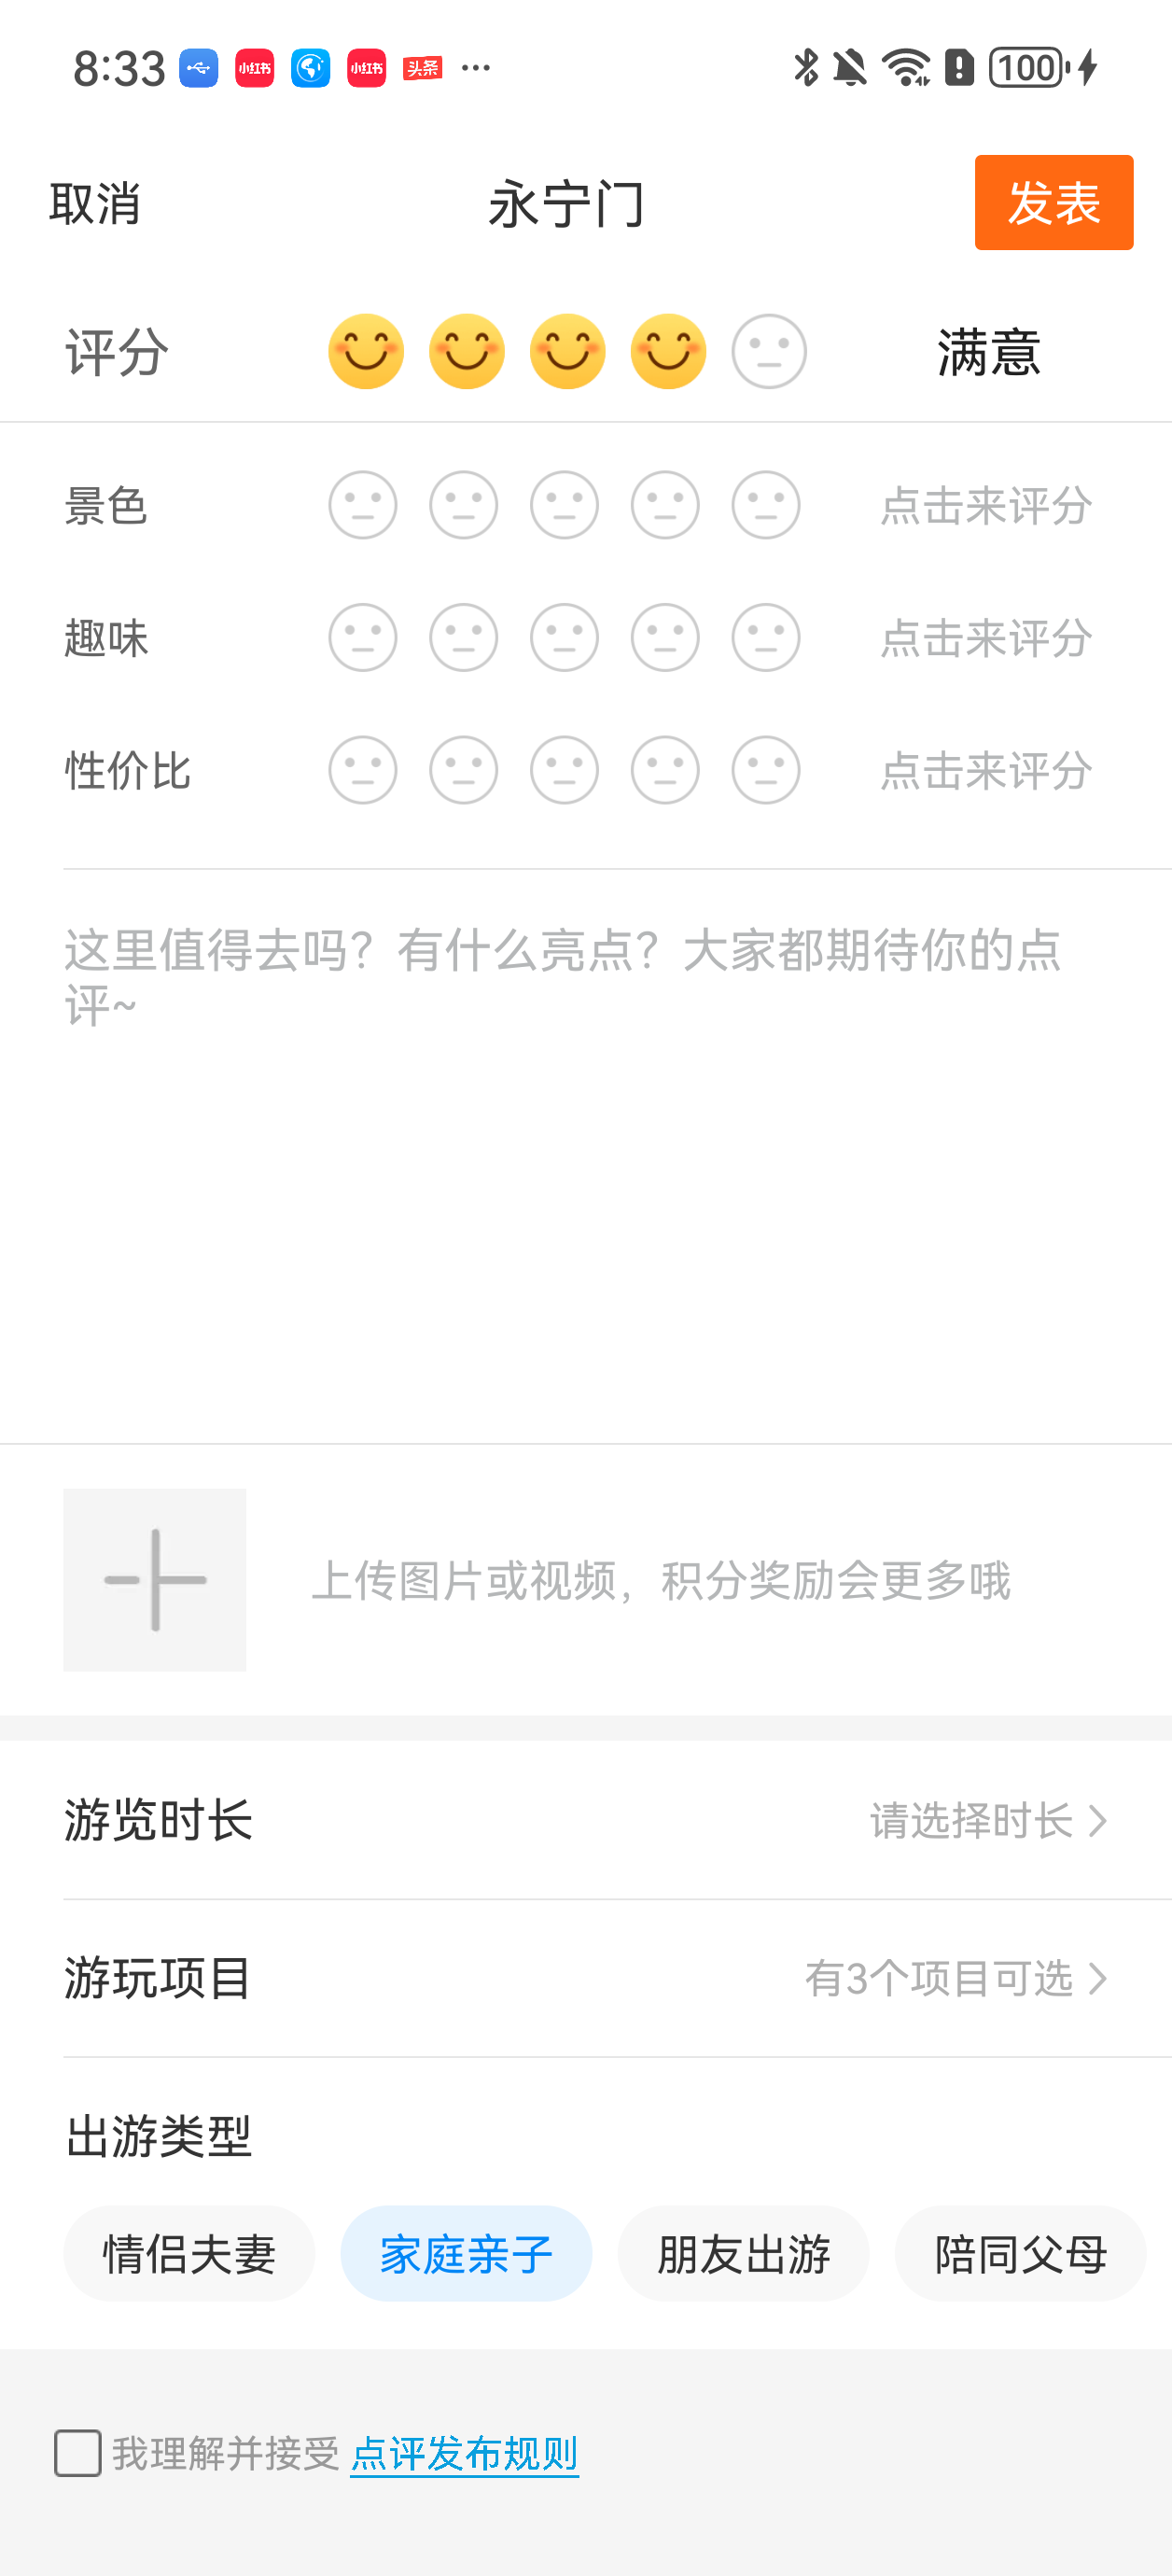 8:33 小红书 小红书 头条 ... 100
取消 永宁门 发表
评分 满意
景色 点击来评分
趣味 点击来评分
性价比 点击来评分
这里值得去吗？有什么亮点？大家都期待你的点
评~
上传图片或视频，积分奖励会更多哦
游览时长 请选择时长
游玩项目 有3个项目可选
出游类型
情侣夫妻 家庭亲子 朋友出游 陪同父母
我理解并接受 点评发布规则